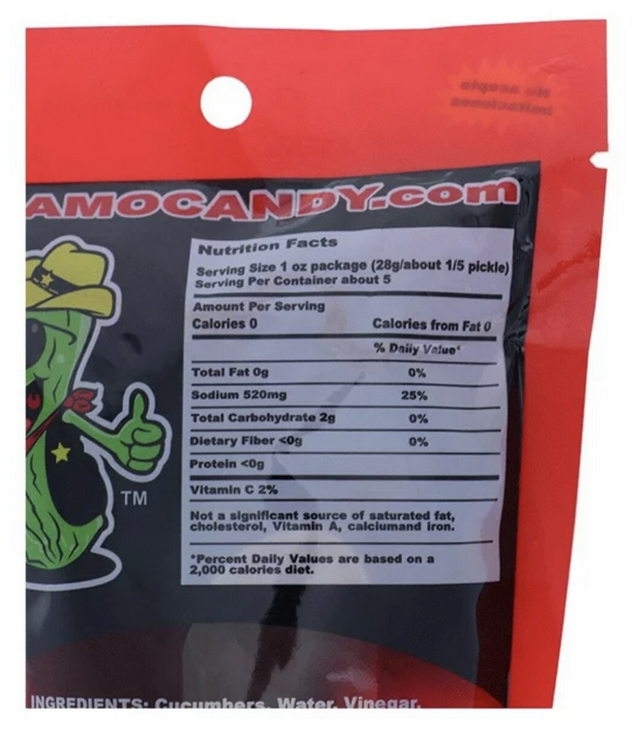 No acepte
imitaciones
AMOCANDY.com
Nutrition Facts
Serving Size 1 oz package (28g/about 1/5 pickle)
Serving Per Container about 5
Amount Per Serving
Calories 0 Calories from Fat 0
% Daily Value*
Total Fat 0g 0%
Sodium 520mg 25%
Total Carbohydrate 2g 0%
Dietary Fiber <0g 0%
Protein <0g
Vitamin C 2%
Not a significant source of saturated fat,
cholesterol, Vitamin A, calciumand iron.
*Percent Daily Values are based on a
2,000 calories diet.
TM
INGREDIENTS: Cucumbers, Water, Vinegar,